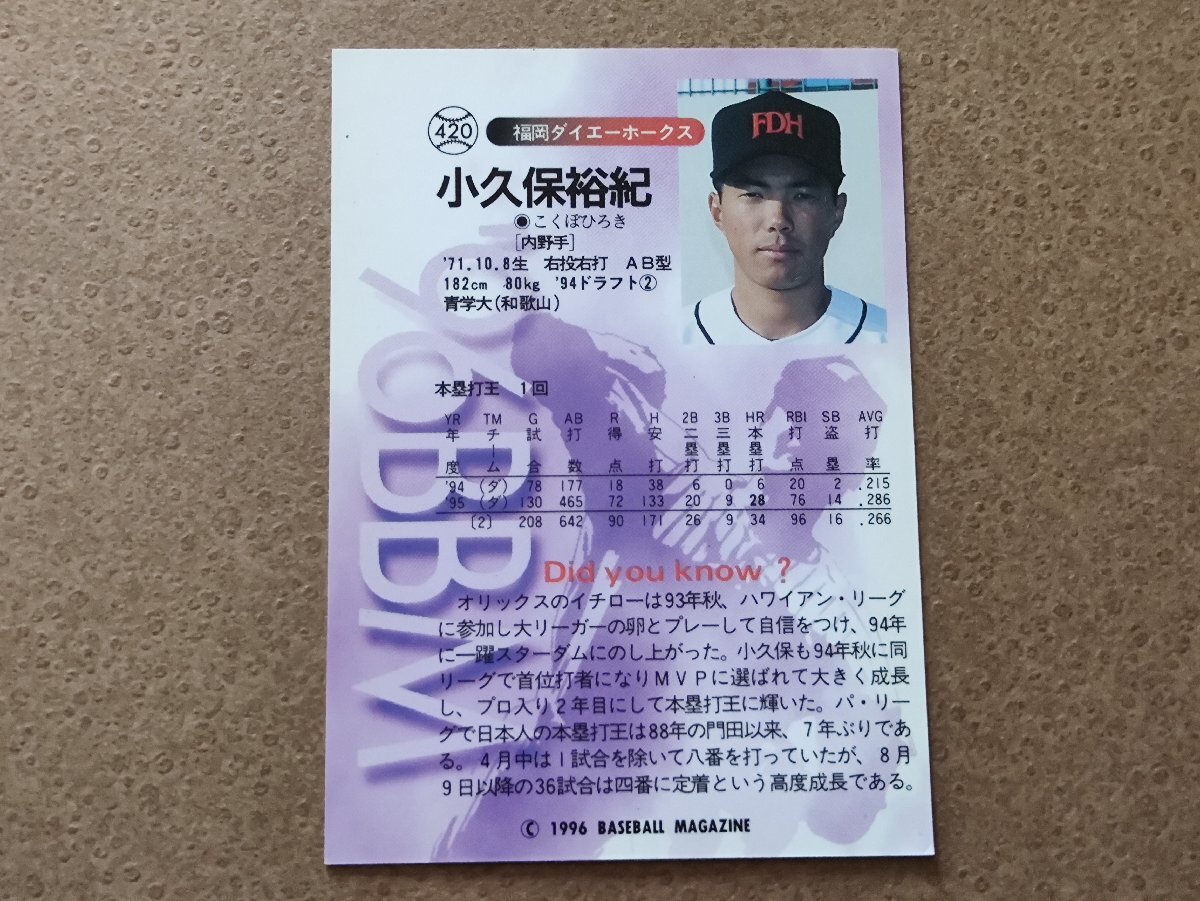 420 福岡ダイエーホークス
FDH
小久保裕紀
◉こくぼひろき
[内野手]
'71.10.8生 右投右打 AB型
182cm 80kg '94ドラフト②
青学大(和歌山)
'96BBM
本塁打王 1回
YR TM G AB R H 2B 3B HR RBI SB AVG
年度 チーム 試合 打数 得点 安打 二塁打 三塁打 本塁打 打点 盗塁 打率
'94 (ダ) 78 177 18 38 6 0 6 20 2 .215
'95 (ダ) 130 465 72 133 20 9 28 76 14 .286
[2] 208 642 90 171 26 9 34 96 16 .266
Did you know ?
オリックスのイチローは93年秋、ハワイアン・リーグ
に参加し大リーガーの卵とプレーして自信をつけ、94年
に一躍スターダムにのし上がった。小久保も94年秋に同
リーグで首位打者になりMVPに選ばれて大きく成長
し、プロ入り2年目にして本塁打王に輝いた。パ・リー
グで日本人の本塁打王は88年の門田以来、7年ぶりであ
る。4月中は1試合を除いて八番を打っていたが、8月
9日以降の36試合は四番に定着という高度成長である。
© 1996 BASEBALL MAGAZINE